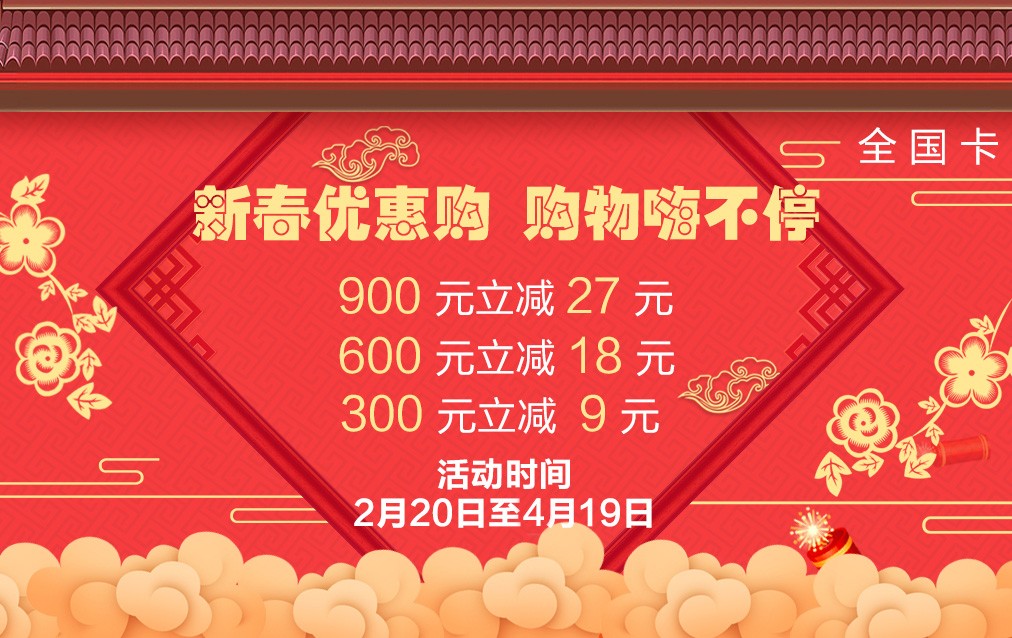 全国卡
新春优惠购 购物嗨不停
900 元立减 27 元
600 元立减 18 元
300 元立减 9 元
活动时间
2月20日至4月19日